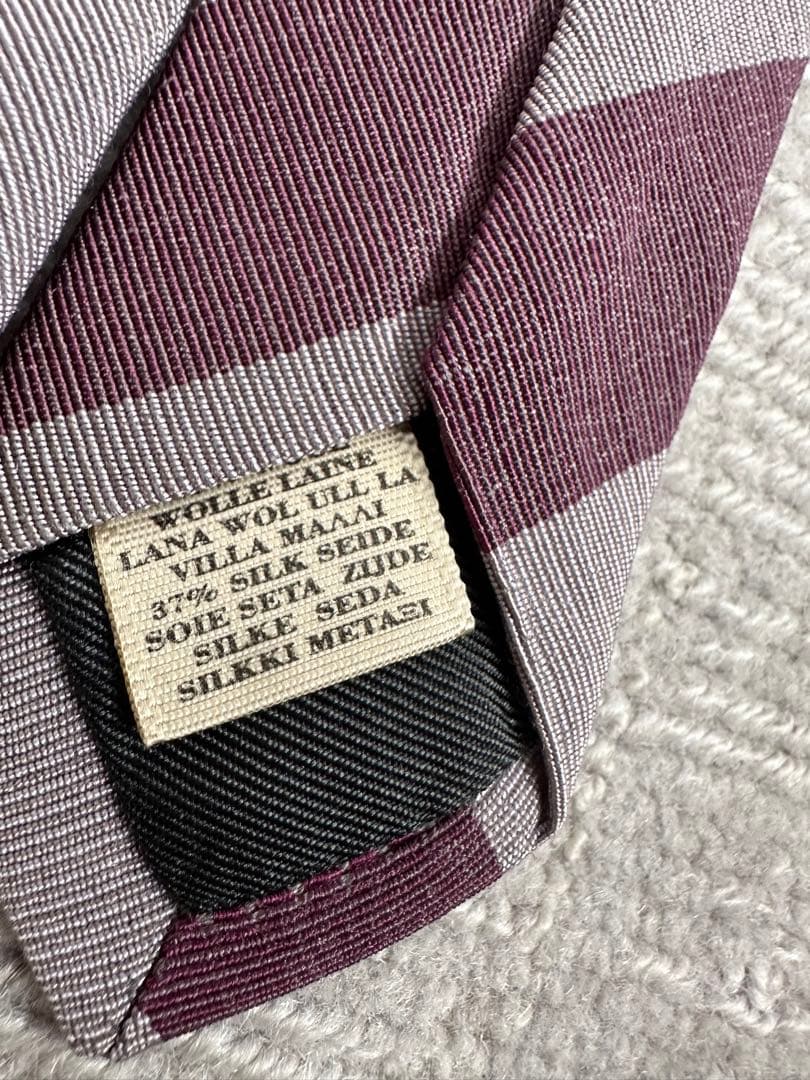 WOLLE LAINE
LANA WOL ULL LA
VILLA ΜΑΛΛΙ
37% SILK SEIDE
SOIE SETA ZIJDE
SILKE SEDA
SILKKI ΜΕΤΑΞΙ